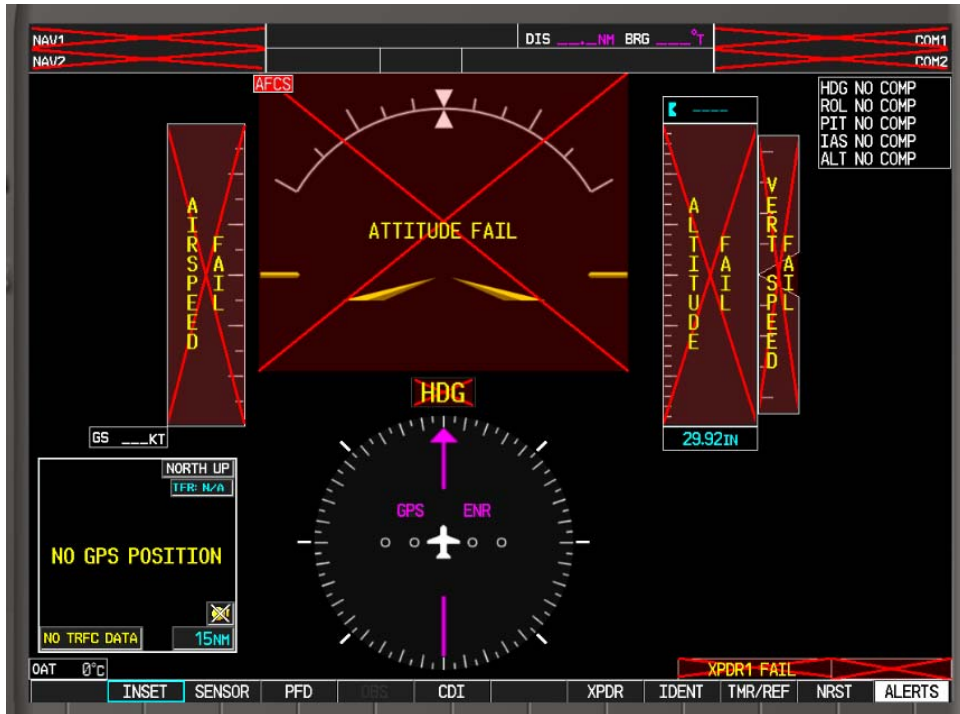 NAV1
NAV2
DIS __._NM BRG ___°T
COM1
COM2
AFCS
HDG NO COMP
ROL NO COMP
PIT NO COMP
IAS NO COMP
ALT NO COMP
----
AIRSPEED FAIL
ATTITUDE FAIL
ALTITUDE FAIL
VERT SPEED FAIL
HDG
GS ___KT
29.92IN
NORTH UP
TFR: N/A
GPS ENR
NO GPS POSITION
NO TRFC DATA
15NM
OAT 0°C
XPDR1 FAIL
INSET SENSOR PFD OBS CDI XPDR IDENT TMR/REF NRST ALERTS